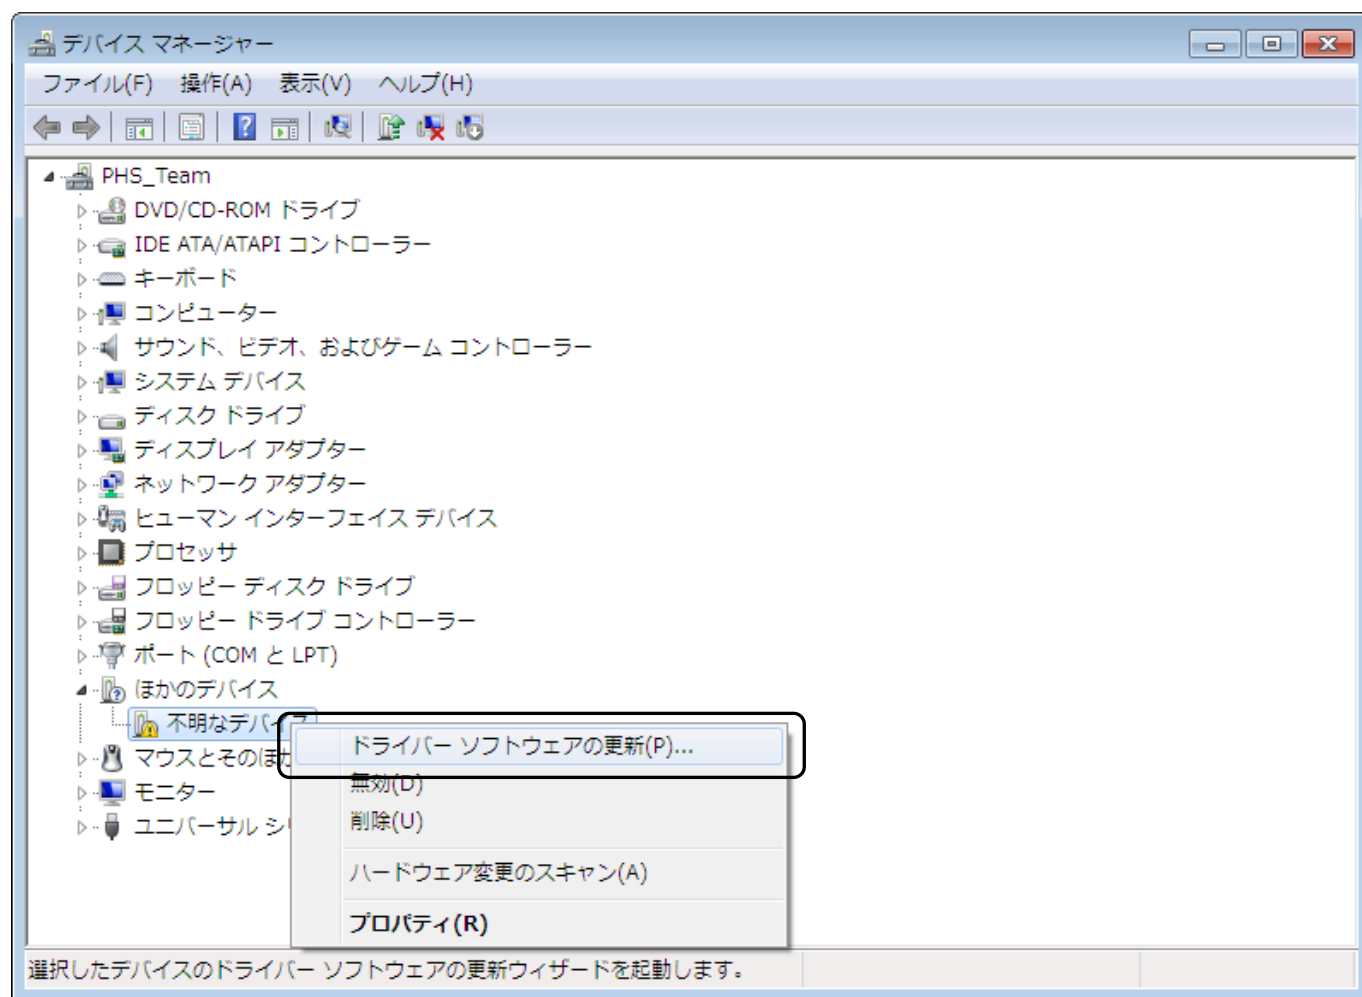 デバイス マネージャー
ファイル(F) 操作(A) 表示(V) ヘルプ(H)
PHS_Team
DVD/CD-ROM ドライブ
IDE ATA/ATAPI コントローラー
キーボード
コンピューター
サウンド、ビデオ、およびゲーム コントローラー
システム デバイス
ディスク ドライブ
ディスプレイ アダプター
ネットワーク アダプター
ヒューマン インターフェイス デバイス
プロセッサ
フロッピー ディスク ドライブ
フロッピー ドライブ コントローラー
ポート (COM と LPT)
ほかのデバイス
不明なデバイス
ドライバー ソフトウェアの更新(P)...
マウスとそのほか
無効(D)
モニター
削除(U)
ユニバーサル シリ
ハードウェア変更のスキャン(A)
プロパティ(R)
選択したデバイスのドライバー ソフトウェアの更新ウィザードを起動します。